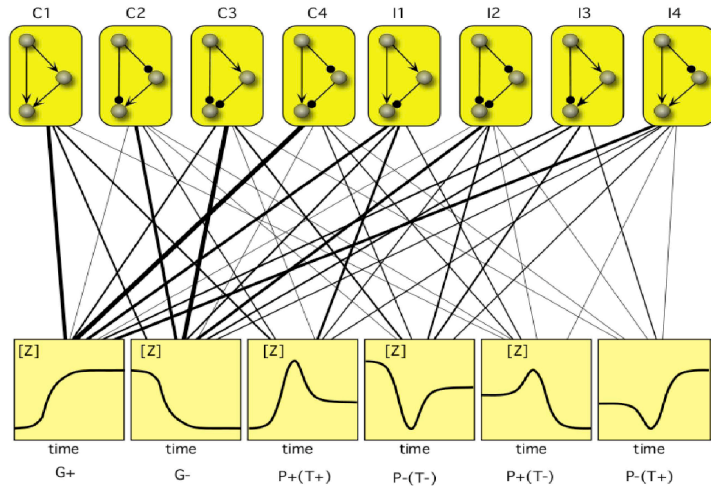 C1 C2 C3 C4 I1 I2 I3 I4
[Z] [Z] [Z] [Z] [Z]
time time time time time time
G+ G- P+(T+) P-(T-) P+(T-) P-(T+)